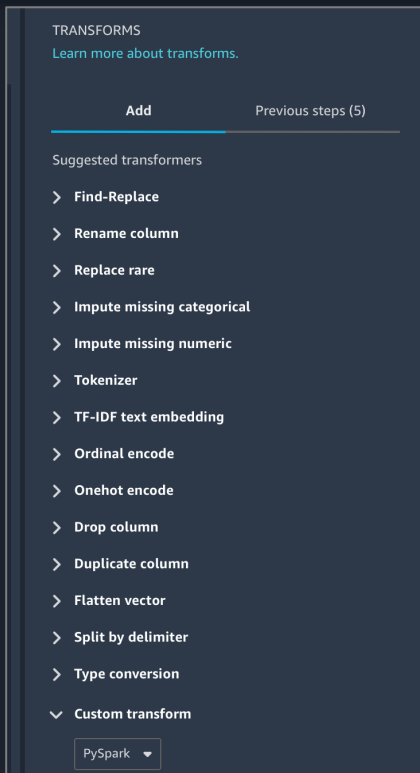 TRANSFORMS
Learn more about transforms.
Add
Previous steps (5)
Suggested transformers
Find-Replace
Rename column
Replace rare
Impute missing categorical
Impute missing numeric
Tokenizer
TF-IDF text embedding
Ordinal encode
Onehot encode
Drop column
Duplicate column
Flatten vector
Split by delimiter
Type conversion
Custom transform
PySpark